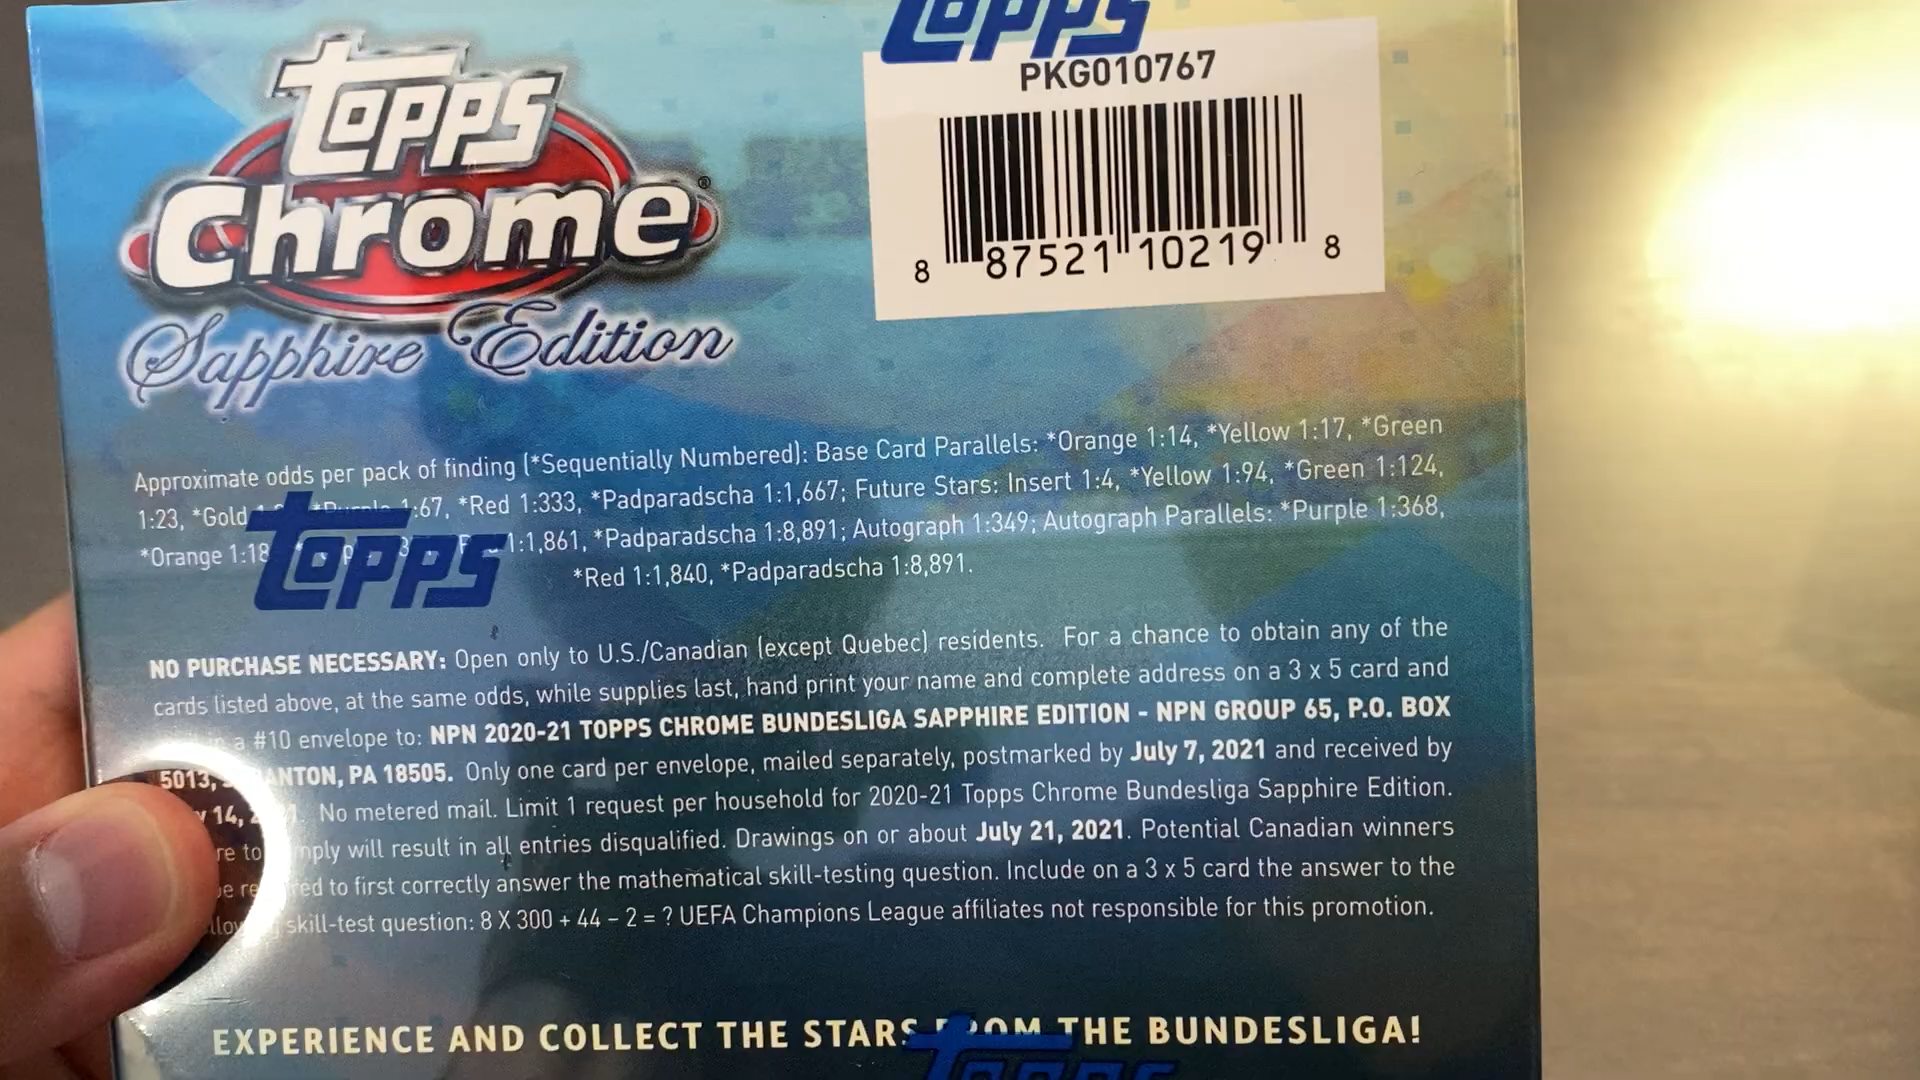 Topps
PKG010767
8 87521 10219 8
Topps
Chrome®
Sapphire Edition
Approximate odds per pack of finding (*Sequentially Numbered): Base Card Parallels: *Orange 1:14, *Yellow 1:17, *Green
1:23, *Gold *Purple 1:67, *Red 1:333, *Padparadscha 1:1,667; Future Stars: Insert 1:4, *Yellow 1:94, *Green 1:124,
*Orange 1:1,861, *Padparadscha 1:8,891; Autograph 1:349; Autograph Parallels: *Purple 1:368,
*Red 1:1,840, *Padparadscha 1:8,891.
Topps
NO PURCHASE NECESSARY: Open only to U.S./Canadian (except Quebec) residents. For a chance to obtain any of the
cards listed above, at the same odds, while supplies last, hand print your name and complete address on a 3 x 5 card and
a #10 envelope to: NPN 2020-21 TOPPS CHROME BUNDESLIGA SAPPHIRE EDITION - NPN GROUP 65, P.O. BOX
5013, PA 18505. Only one card per envelope, mailed separately, postmarked by July 7, 2021 and received by
14, No metered mail. Limit 1 request per household for 2020-21 Topps Chrome Bundesliga Sapphire Edition.
to will result in all entries disqualified. Drawings on or about July 21, 2021. Potential Canadian winners
to first correctly answer the mathematical skill-testing question. Include on a 3 x 5 card the answer to the
skill-test question: 8 X 300 + 44 - 2 = ? UEFA Champions League affiliates not responsible for this promotion.
EXPERIENCE AND COLLECT THE STARS FROM THE BUNDESLIGA!
Topps